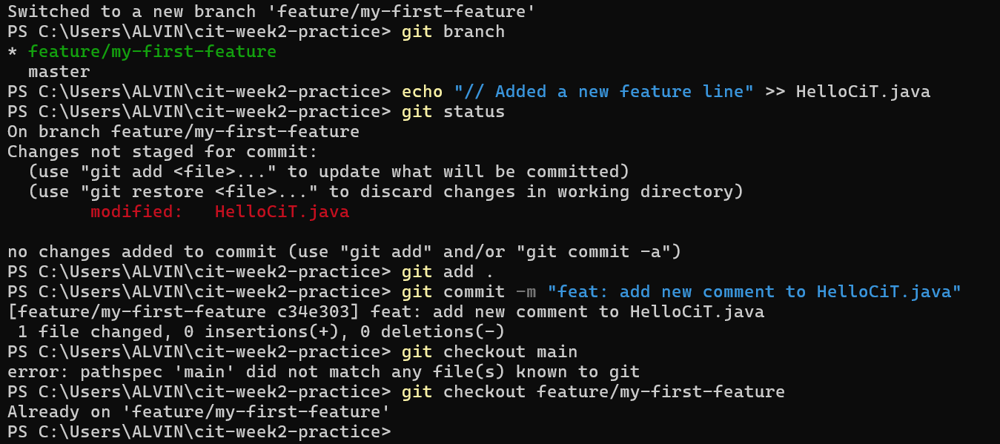 Switched to a new branch 'feature/my-first-feature'
PS C:\Users\ALVIN\cit-week2-practice> git branch
* feature/my-first-feature
  master
PS C:\Users\ALVIN\cit-week2-practice> echo "// Added a new feature line" >> HelloCiT.java
PS C:\Users\ALVIN\cit-week2-practice> git status
On branch feature/my-first-feature
Changes not staged for commit:
  (use "git add <file>..." to update what will be committed)
  (use "git restore <file>..." to discard changes in working directory)
        modified:   HelloCiT.java

no changes added to commit (use "git add" and/or "git commit -a")
PS C:\Users\ALVIN\cit-week2-practice> git add .
PS C:\Users\ALVIN\cit-week2-practice> git commit -m "feat: add new comment to HelloCiT.java"
[feature/my-first-feature c34e303] feat: add new comment to HelloCiT.java
 1 file changed, 0 insertions(+), 0 deletions(-)
PS C:\Users\ALVIN\cit-week2-practice> git checkout main
error: pathspec 'main' did not match any file(s) known to git
PS C:\Users\ALVIN\cit-week2-practice> git checkout feature/my-first-feature
Already on 'feature/my-first-feature'
PS C:\Users\ALVIN\cit-week2-practice>